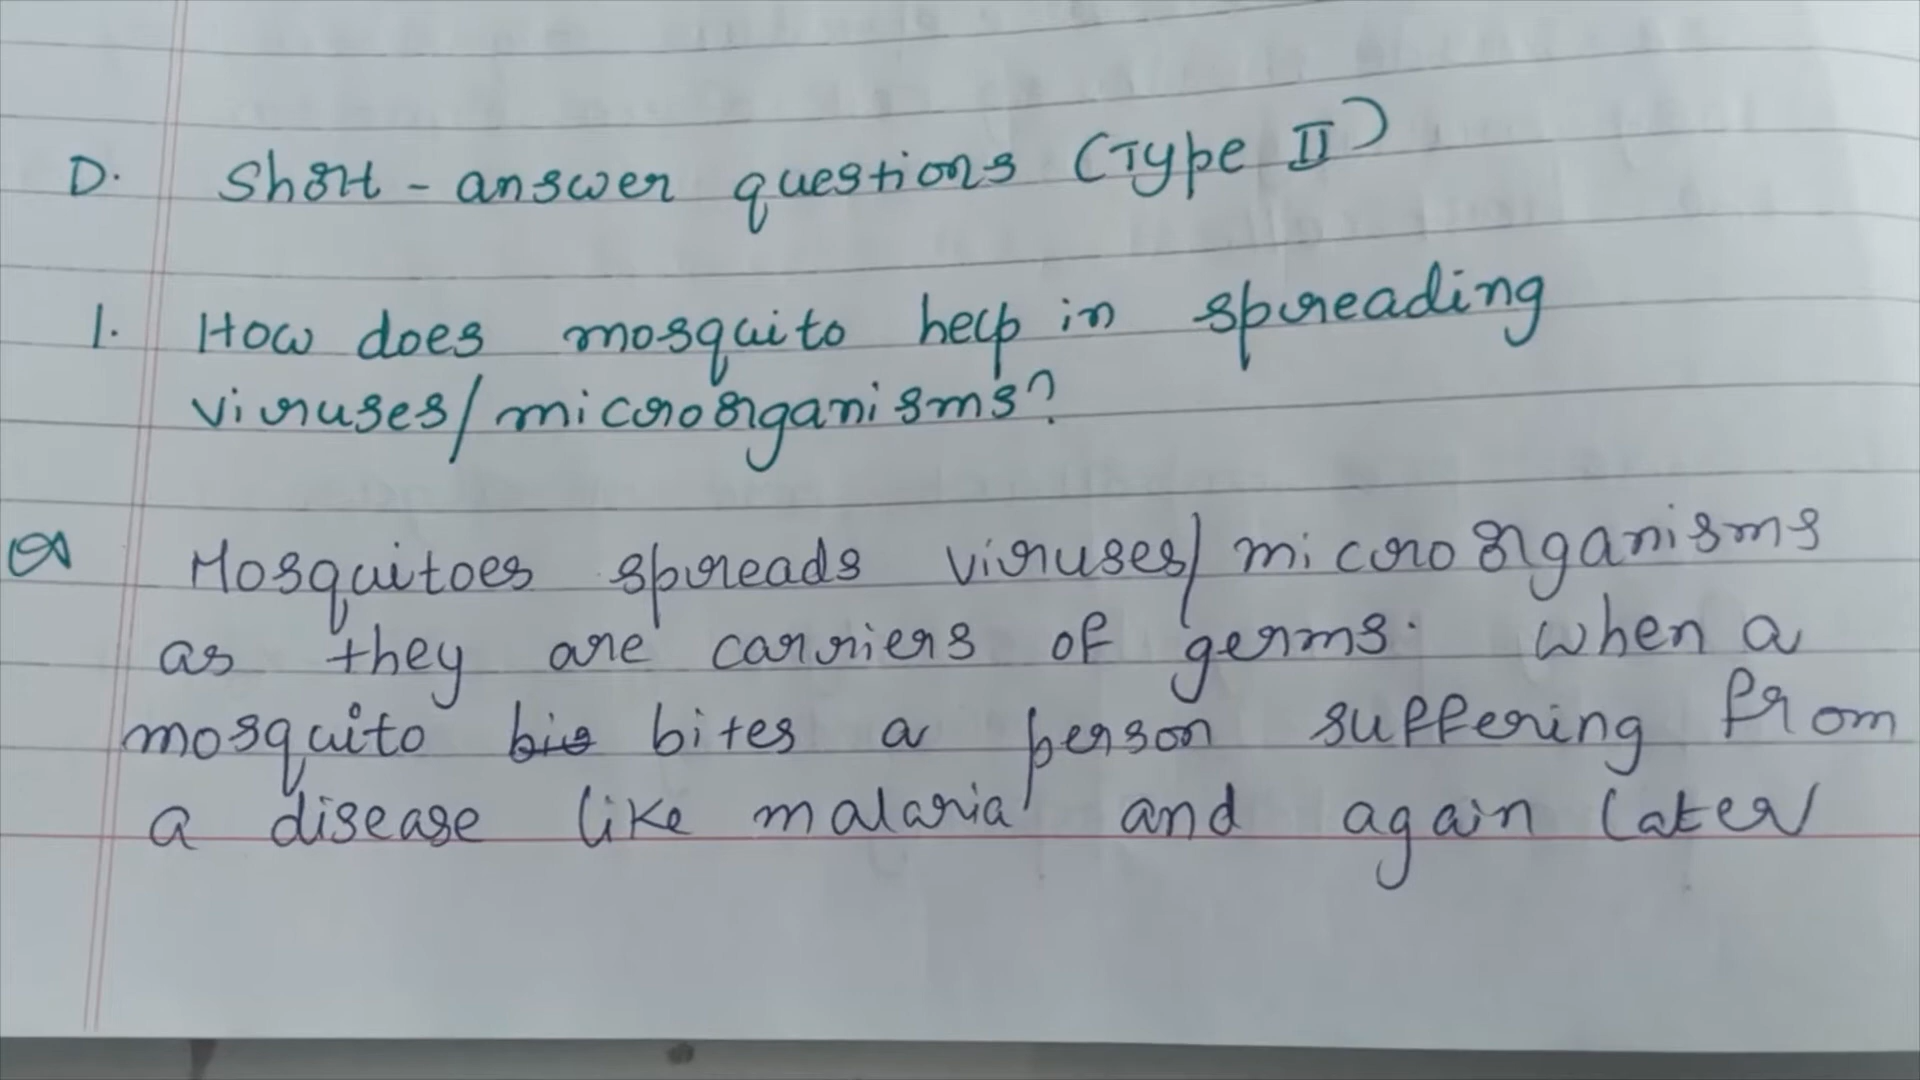 D. Short - answer questions (Type II)
1. How does mosquito help in spreading
viruses/microorganisms?
Mosquitoes spreads viruses/microorganisms
as they are carriers of germs. When a
mosquito bis bites a person suffering from
a disease like malaria and again later